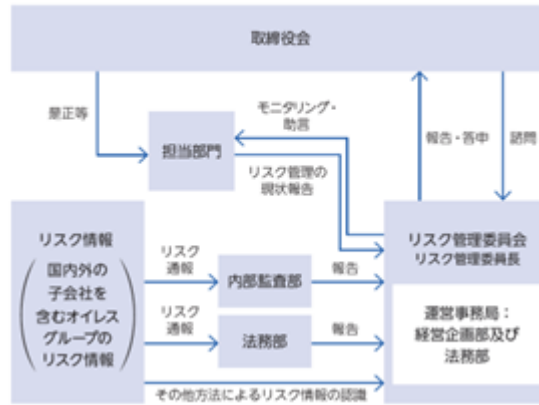 取締役会
是正等
モニタリング・
助言
報告・答申
諮問
担当部門
リスク管理の
現状報告
リスク情報
国内外の
子会社を
含むオイレス
グループの
リスク情報
リスク
通報
内部監査部
報告
リスク
通報
法務部
報告
リスク管理委員会
リスク管理委員長
運営事務局：
経営企画部及び
法務部
その他方法によるリスク情報の認識